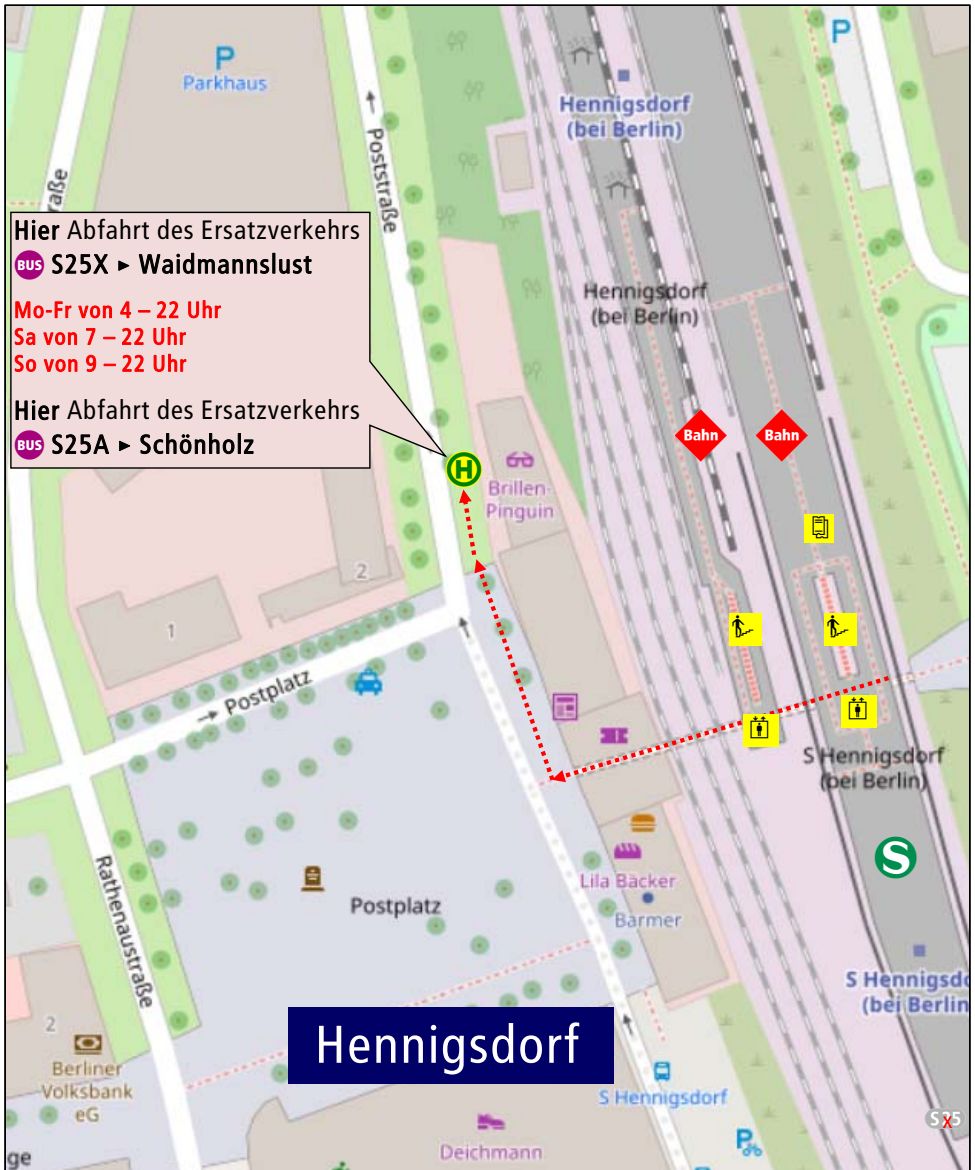 P
Parkhaus
P
Hennigsdorf
(bei Berlin)
Poststraße
raße
Hier Abfahrt des Ersatzverkehrs
BUS S25X ► Waidmannslust
Mo-Fr von 4 – 22 Uhr
Sa von 7 – 22 Uhr
So von 9 – 22 Uhr
Hier Abfahrt des Ersatzverkehrs
BUS S25A ► Schönholz
Hennigsdorf
(bei Berlin)
Bahn
Bahn
H
Brillen-
Pinguin
2
1
Postplatz
S Hennigsdorf
(bei Berlin)
S
Lila Bäcker
Barmer
Postplatz
Rathenaustraße
S Hennigsdo
(bei Berlin
2
Hennigsdorf
Berliner
Volksbank
eG
S Hennigsdorf
S 25
X
Deichmann
P
ge